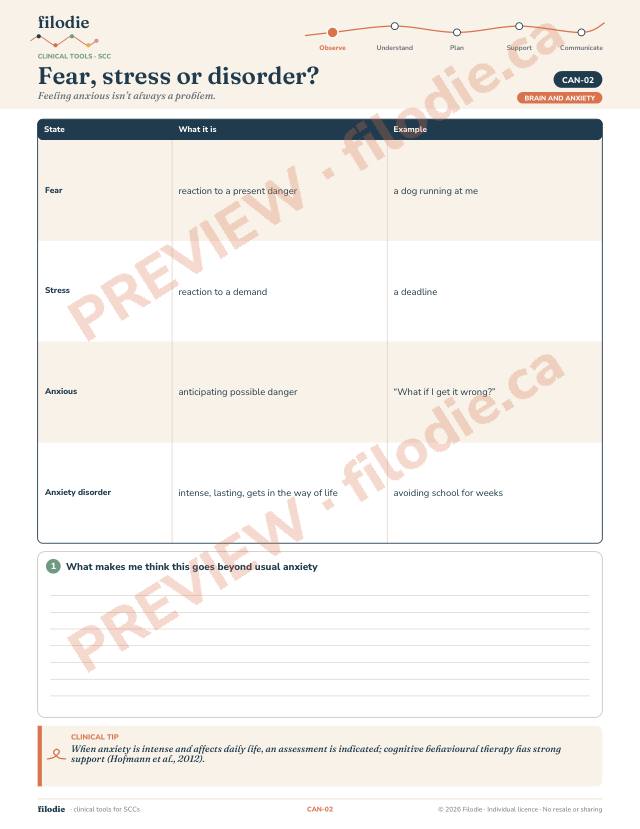 filodie
Observe Understand Plan Support Communicate
CLINICAL TOOLS · SCC
Fear, stress or disorder?
CAN-02
Feeling anxious isn't always a problem.
BRAIN AND ANXIETY
State What it is Example
Fear reaction to a present danger a dog running at me
Stress reaction to a demand a deadline
Anxious anticipating possible danger "What if I get it wrong?"
Anxiety disorder intense, lasting, gets in the way of life avoiding school for weeks
PREVIEW · filodie.ca
PREVIEW · filodie.ca
1 What makes me think this goes beyond usual anxiety
CLINICAL TIP
When anxiety is intense and affects daily life, an assessment is indicated; cognitive behavioural therapy has strong
support (Hofmann et al., 2012).
filodie · clinical tools for SCCs CAN-02 © 2026 Filodie · Individual licence · No resale or sharing